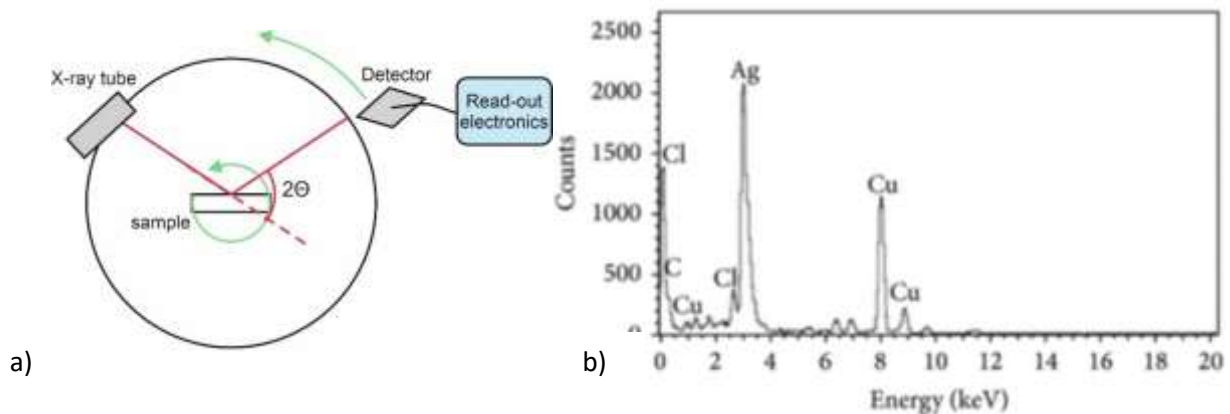 X-ray tube
Detector
Read-out
electronics
2Θ
sample
a)
b)
2500
2000
1500
1000
500
0
Counts
Cl
C
Cu
Cl
Ag
Cu
Cu
0 2 4 6 8 10 12 14 16 18 20
Energy (keV)